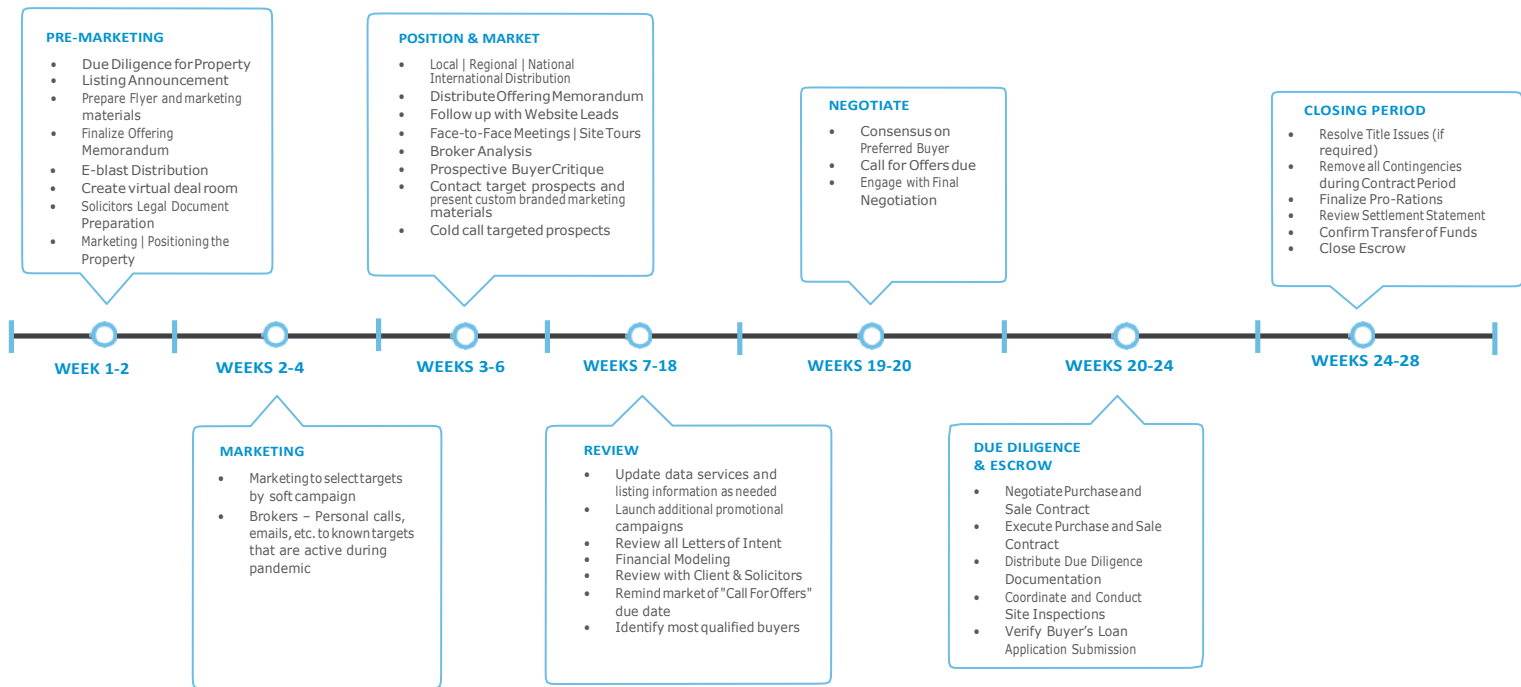 PRE-MARKETING
• Due Diligence for Property
• Listing Announcement
• Prepare Flyer and marketing
materials
• Finalize Offering
Memorandum
• E-blast Distribution
• Create virtual deal room
• Solicitors Legal Document
Preparation
• Marketing | Positioning the
Property
POSITION & MARKET
• Local | Regional | National
International Distribution
• Distribute Offering Memorandum
• Follow up with Website Leads
• Face-to-Face Meetings | Site Tours
• Broker Analysis
• Prospective Buyer Critique
• Contact target prospects and
present custom branded marketing
materials
• Cold call targeted prospects
NEGOTIATE
• Consensus on
Preferred Buyer
• Call for Offers due
• Engage with Final
Negotiation
CLOSING PERIOD
• Resolve Title Issues (if
required)
• Remove all Contingencies
during Contract Period
• Finalize Pro-Rations
• Review Settlement Statement
• Confirm Transfer of Funds
• Close Escrow
WEEK 1-2
WEEKS 2-4
WEEKS 3-6
WEEKS 7-18
WEEKS 19-20
WEEKS 20-24
WEEKS 24-28
MARKETING
• Marketing to select targets
by soft campaign
• Brokers – Personal calls,
emails, etc. to known targets
that are active during
pandemic
REVIEW
• Update data services and
listing information as needed
• Launch additional promotional
campaigns
• Review all Letters of Intent
• Financial Modeling
• Review with Client & Solicitors
• Remind market of "Call For Offers"
due date
• Identify most qualified buyers
DUE DILIGENCE
& ESCROW
• Negotiate Purchase and
Sale Contract
• Execute Purchase and Sale
Contract
• Distribute Due Diligence
Documentation
• Coordinate and Conduct
Site Inspections
• Verify Buyer's Loan
Application Submission